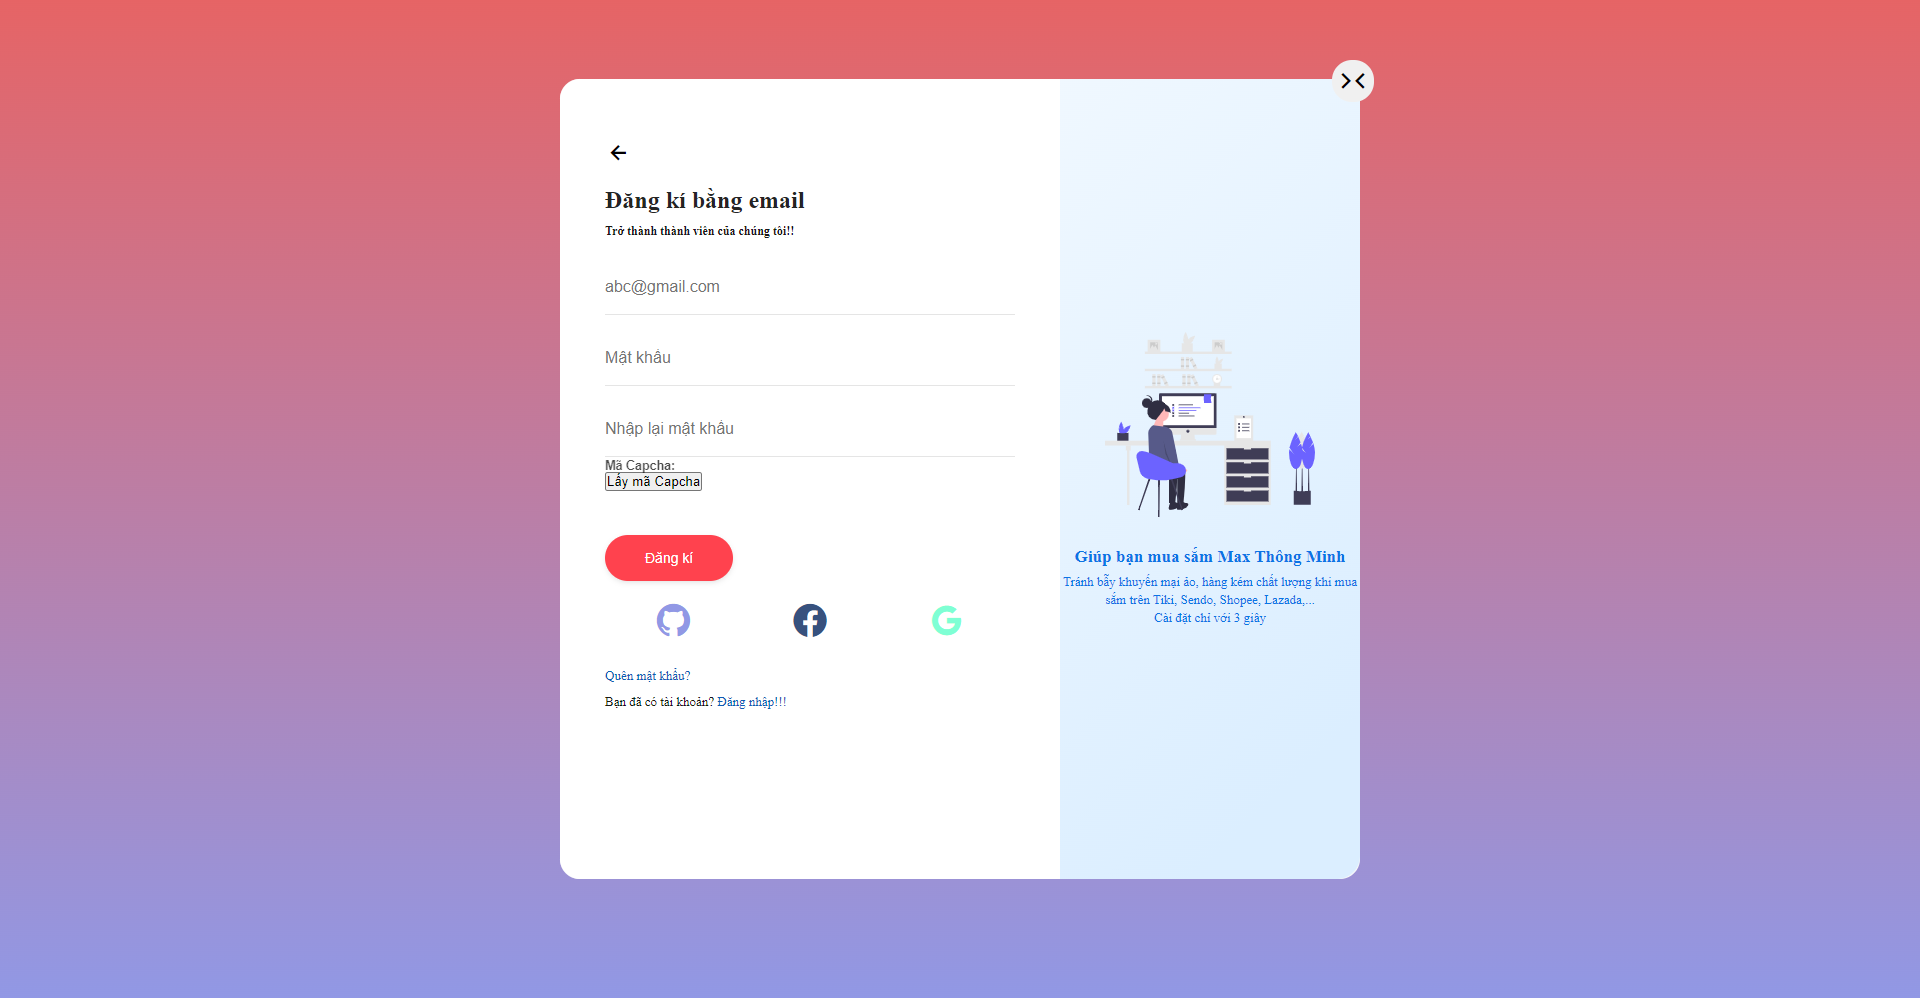 Đăng kí bằng email
Trở thành thành viên của chúng tôi!!
abc@gmail.com
Mật khẩu
Nhập lại mật khẩu
Mã Capcha:
Lấy mã Capcha
Đăng kí
Quên mật khẩu?
Bạn đã có tài khoản? Đăng nhập!!!
Giúp bạn mua sắm Max Thông Minh
Tránh bẫy khuyến mại ảo, hàng kém chất lượng khi mua
sắm trên Tiki, Sendo, Shopee, Lazada,...
Cài đặt chỉ với 3 giây